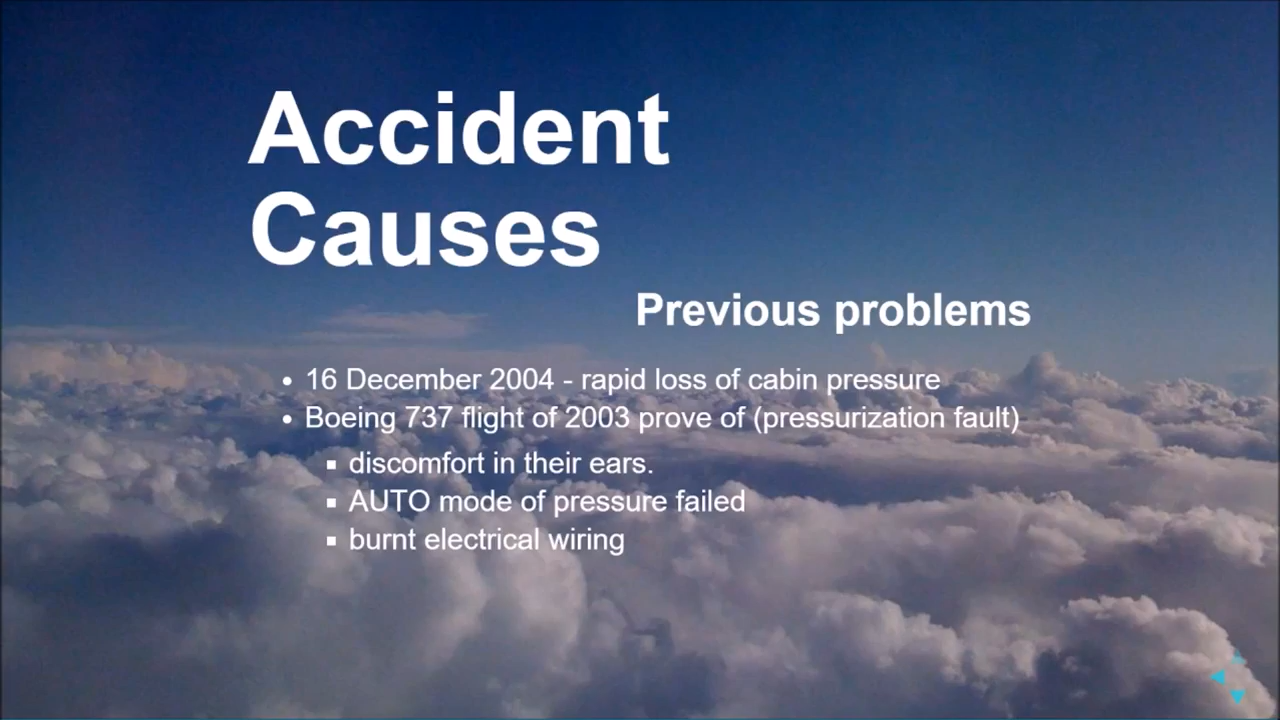 Accident
Causes
Previous problems
• 16 December 2004 - rapid loss of cabin pressure
• Boeing 737 flight of 2003 prove of (pressurization fault)
▪ discomfort in their ears.
▪ AUTO mode of pressure failed
▪ burnt electrical wiring